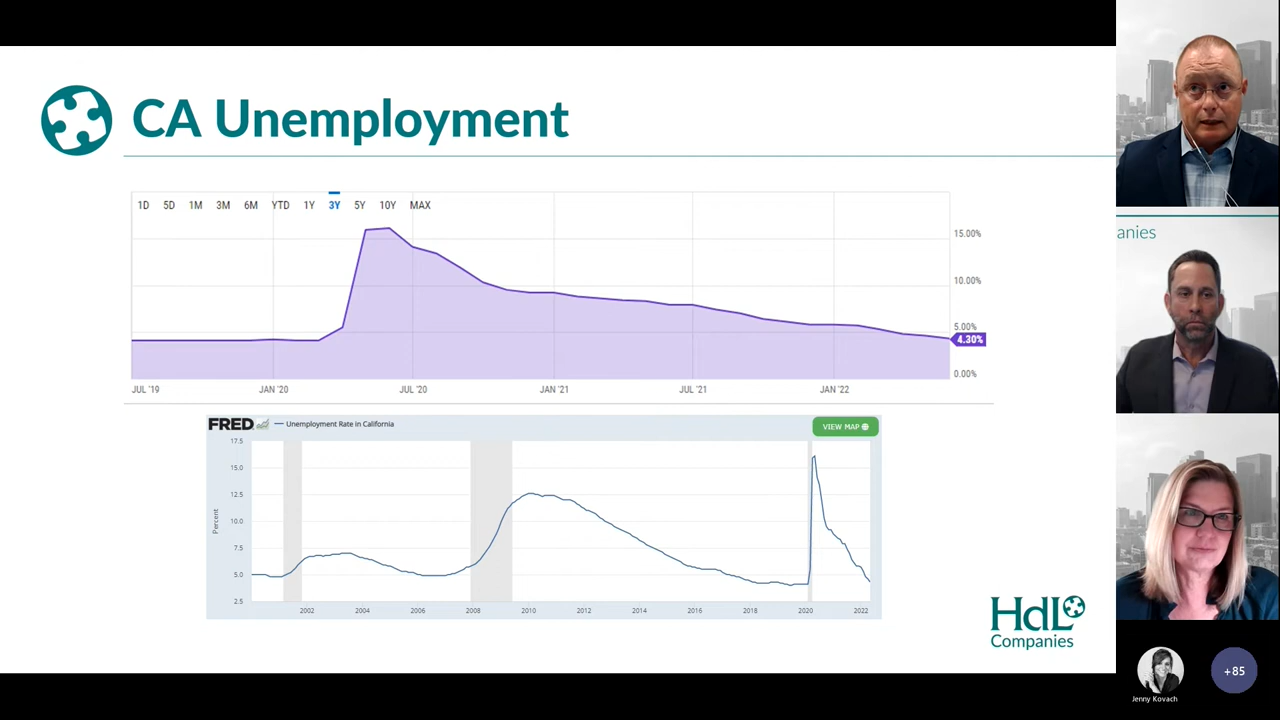 CA Unemployment
1D 5D 1M 3M 6M YTD 1Y 3Y 5Y 10Y MAX
15.00%
10.00%
5.00%
4.30%
0.00%
JUL '19 JAN '20 JUL '20 JAN '21 JUL '21 JAN '22
FRED — Unemployment Rate in California
VIEW MAP
17.5
15.0
12.5
10.0
7.5
5.0
2.5
Percent
2002 2004 2006 2008 2010 2012 2014 2016 2018 2020 2022
HdL
Companies
anies
Jenny Kovach
+85